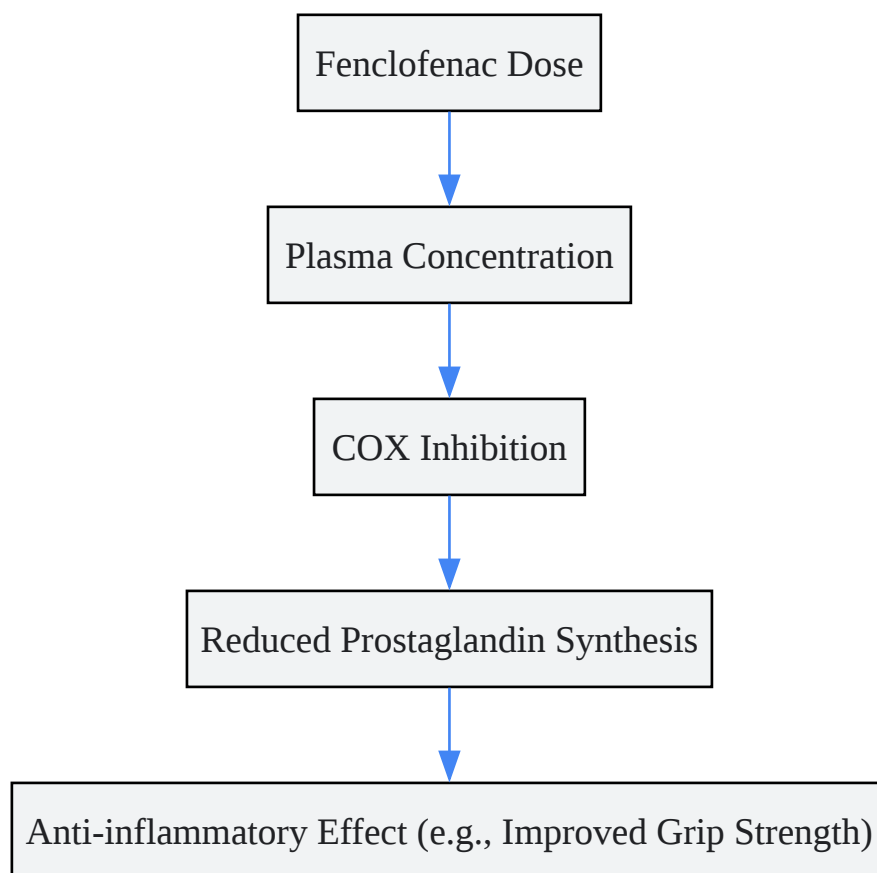 Fenclofenac Dose
Plasma Concentration
COX Inhibition
Reduced Prostaglandin Synthesis
Anti-inflammatory Effect (e.g., Improved Grip Strength)